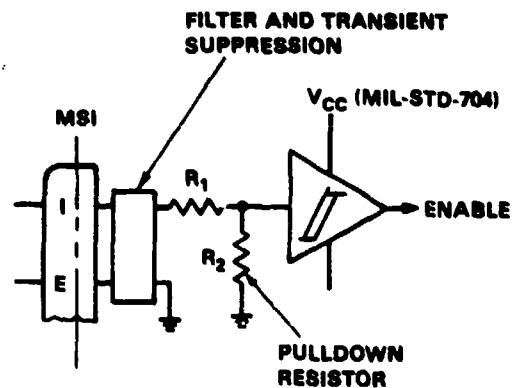 FILTER AND TRANSIENT
SUPPRESSION
VCC (MIL-STD-704)
MSI
I
R1
ENABLE
E
R2
PULLDOWN
RESISTOR